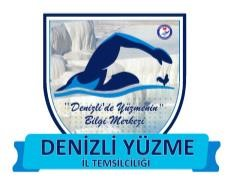 "Denizli'de Yüzmenin"
Bilgi Merkezi
DENİZLİ YÜZME
İL TEMSİLCİLİĞİ